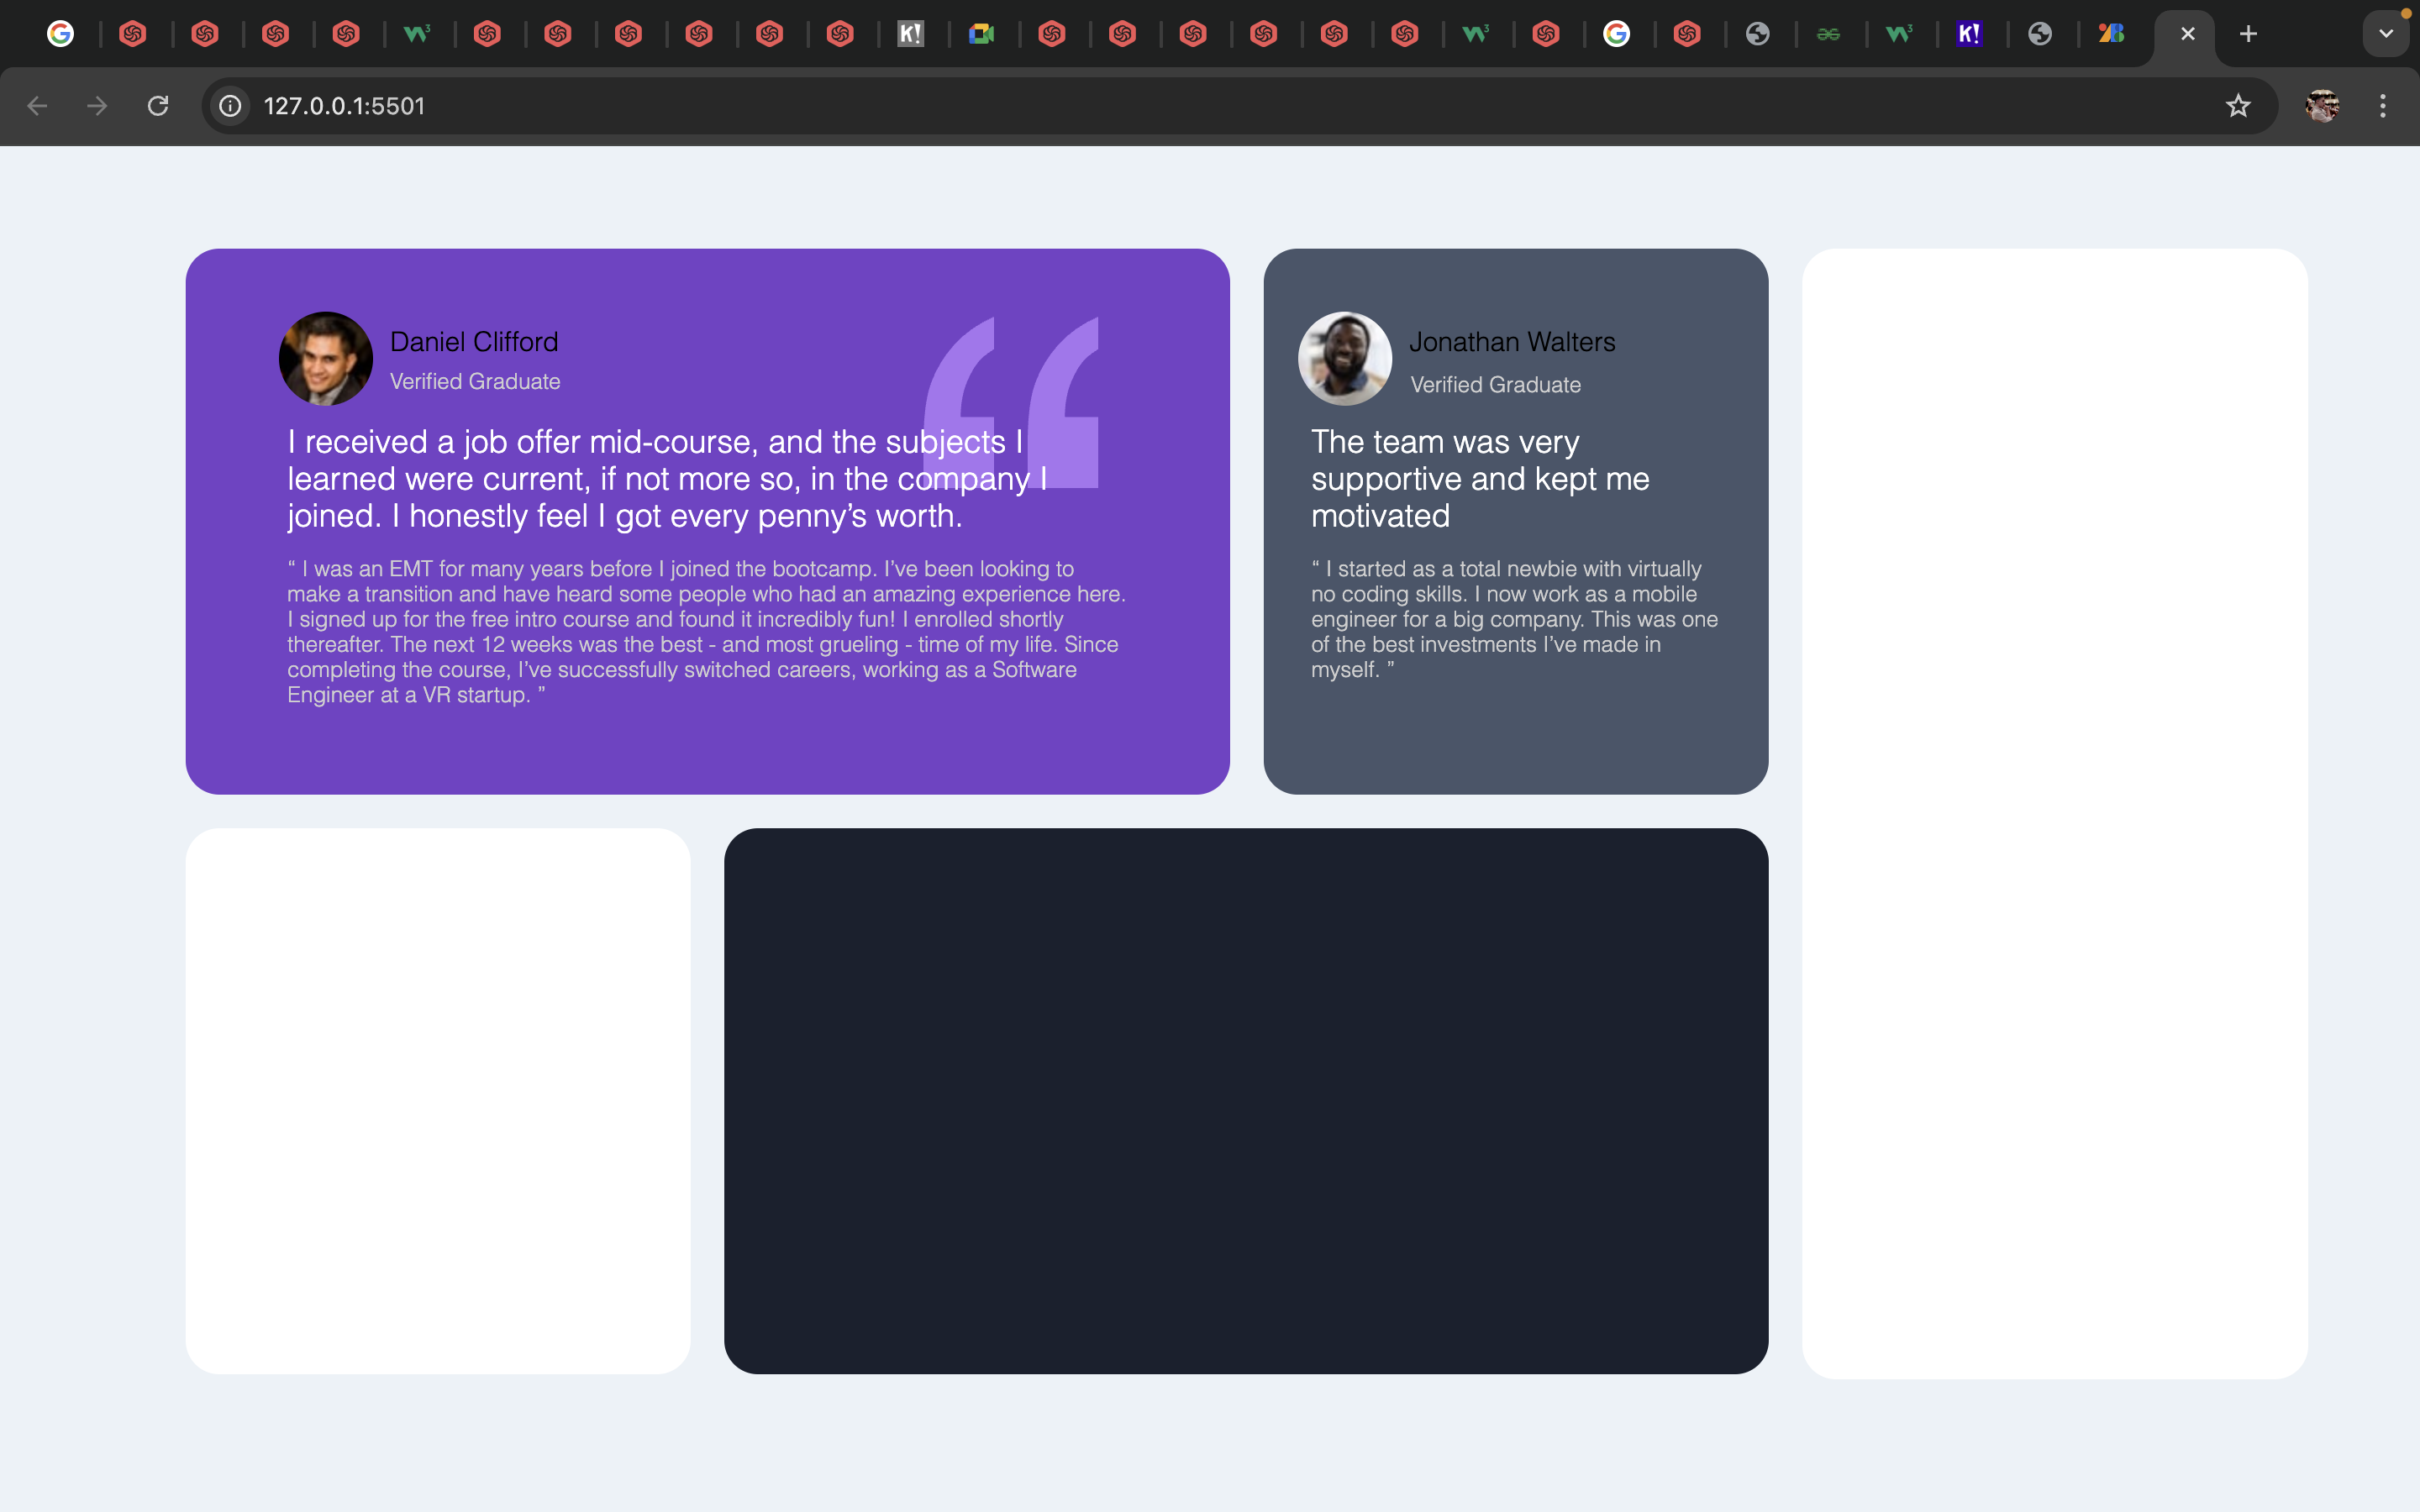 K!
K!
127.0.0.1:5501
Daniel Clifford
Verified Graduate
I received a job offer mid-course, and the subjects I
learned were current, if not more so, in the company I
joined. I honestly feel I got every penny’s worth.
“ I was an EMT for many years before I joined the bootcamp. I’ve been looking to
make a transition and have heard some people who had an amazing experience here.
I signed up for the free intro course and found it incredibly fun! I enrolled shortly
thereafter. The next 12 weeks was the best - and most grueling - time of my life. Since
completing the course, I’ve successfully switched careers, working as a Software
Engineer at a VR startup. ”
Jonathan Walters
Verified Graduate
The team was very
supportive and kept me
motivated
“ I started as a total newbie with virtually
no coding skills. I now work as a mobile
engineer for a big company. This was one
of the best investments I’ve made in
myself. ”